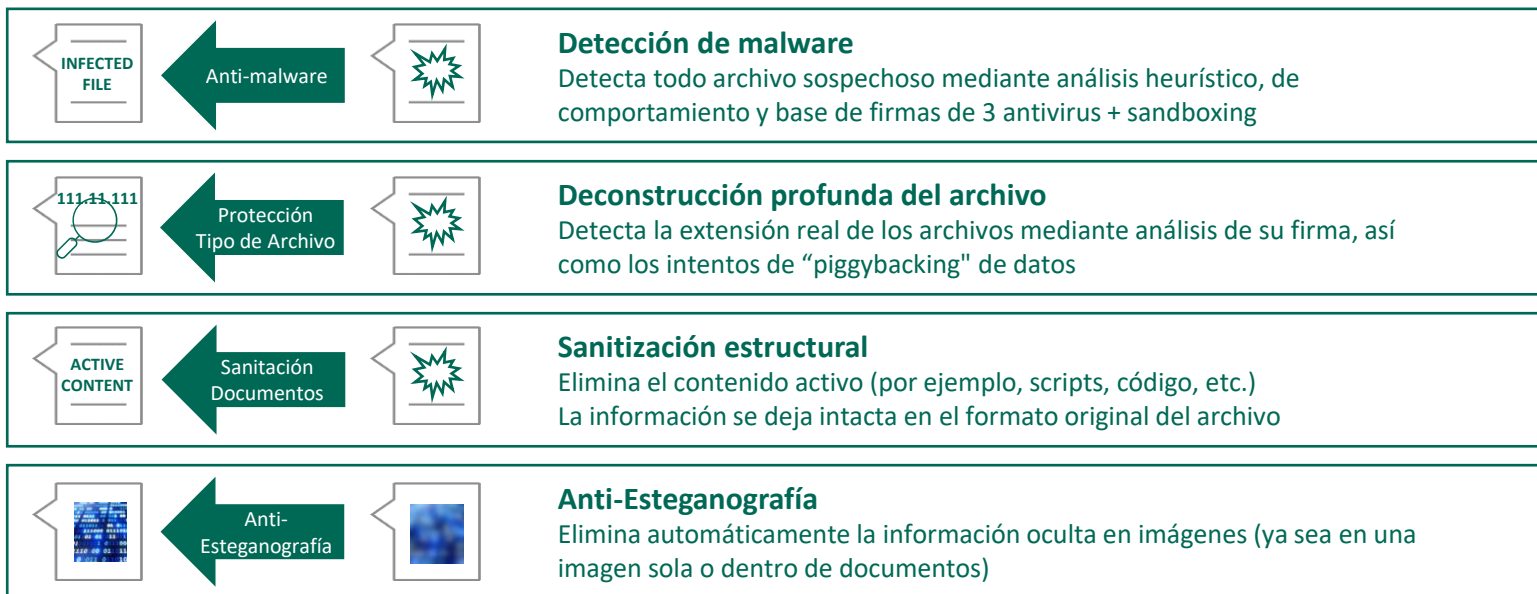 INFECTED
FILE
Anti-malware
Detección de malware
Detecta todo archivo sospechoso mediante análisis heurístico, de
comportamiento y base de firmas de 3 antivirus + sandboxing
111.11.111
Protección
Tipo de Archivo
Deconstrucción profunda del archivo
Detecta la extensión real de los archivos mediante análisis de su firma, así
como los intentos de “piggybacking" de datos
ACTIVE
CONTENT
Sanitación
Documentos
Sanitización estructural
Elimina el contenido activo (por ejemplo, scripts, código, etc.)
La información se deja intacta en el formato original del archivo
Anti-
Esteganografía
Anti-Esteganografía
Elimina automáticamente la información oculta en imágenes (ya sea en una
imagen sola o dentro de documentos)